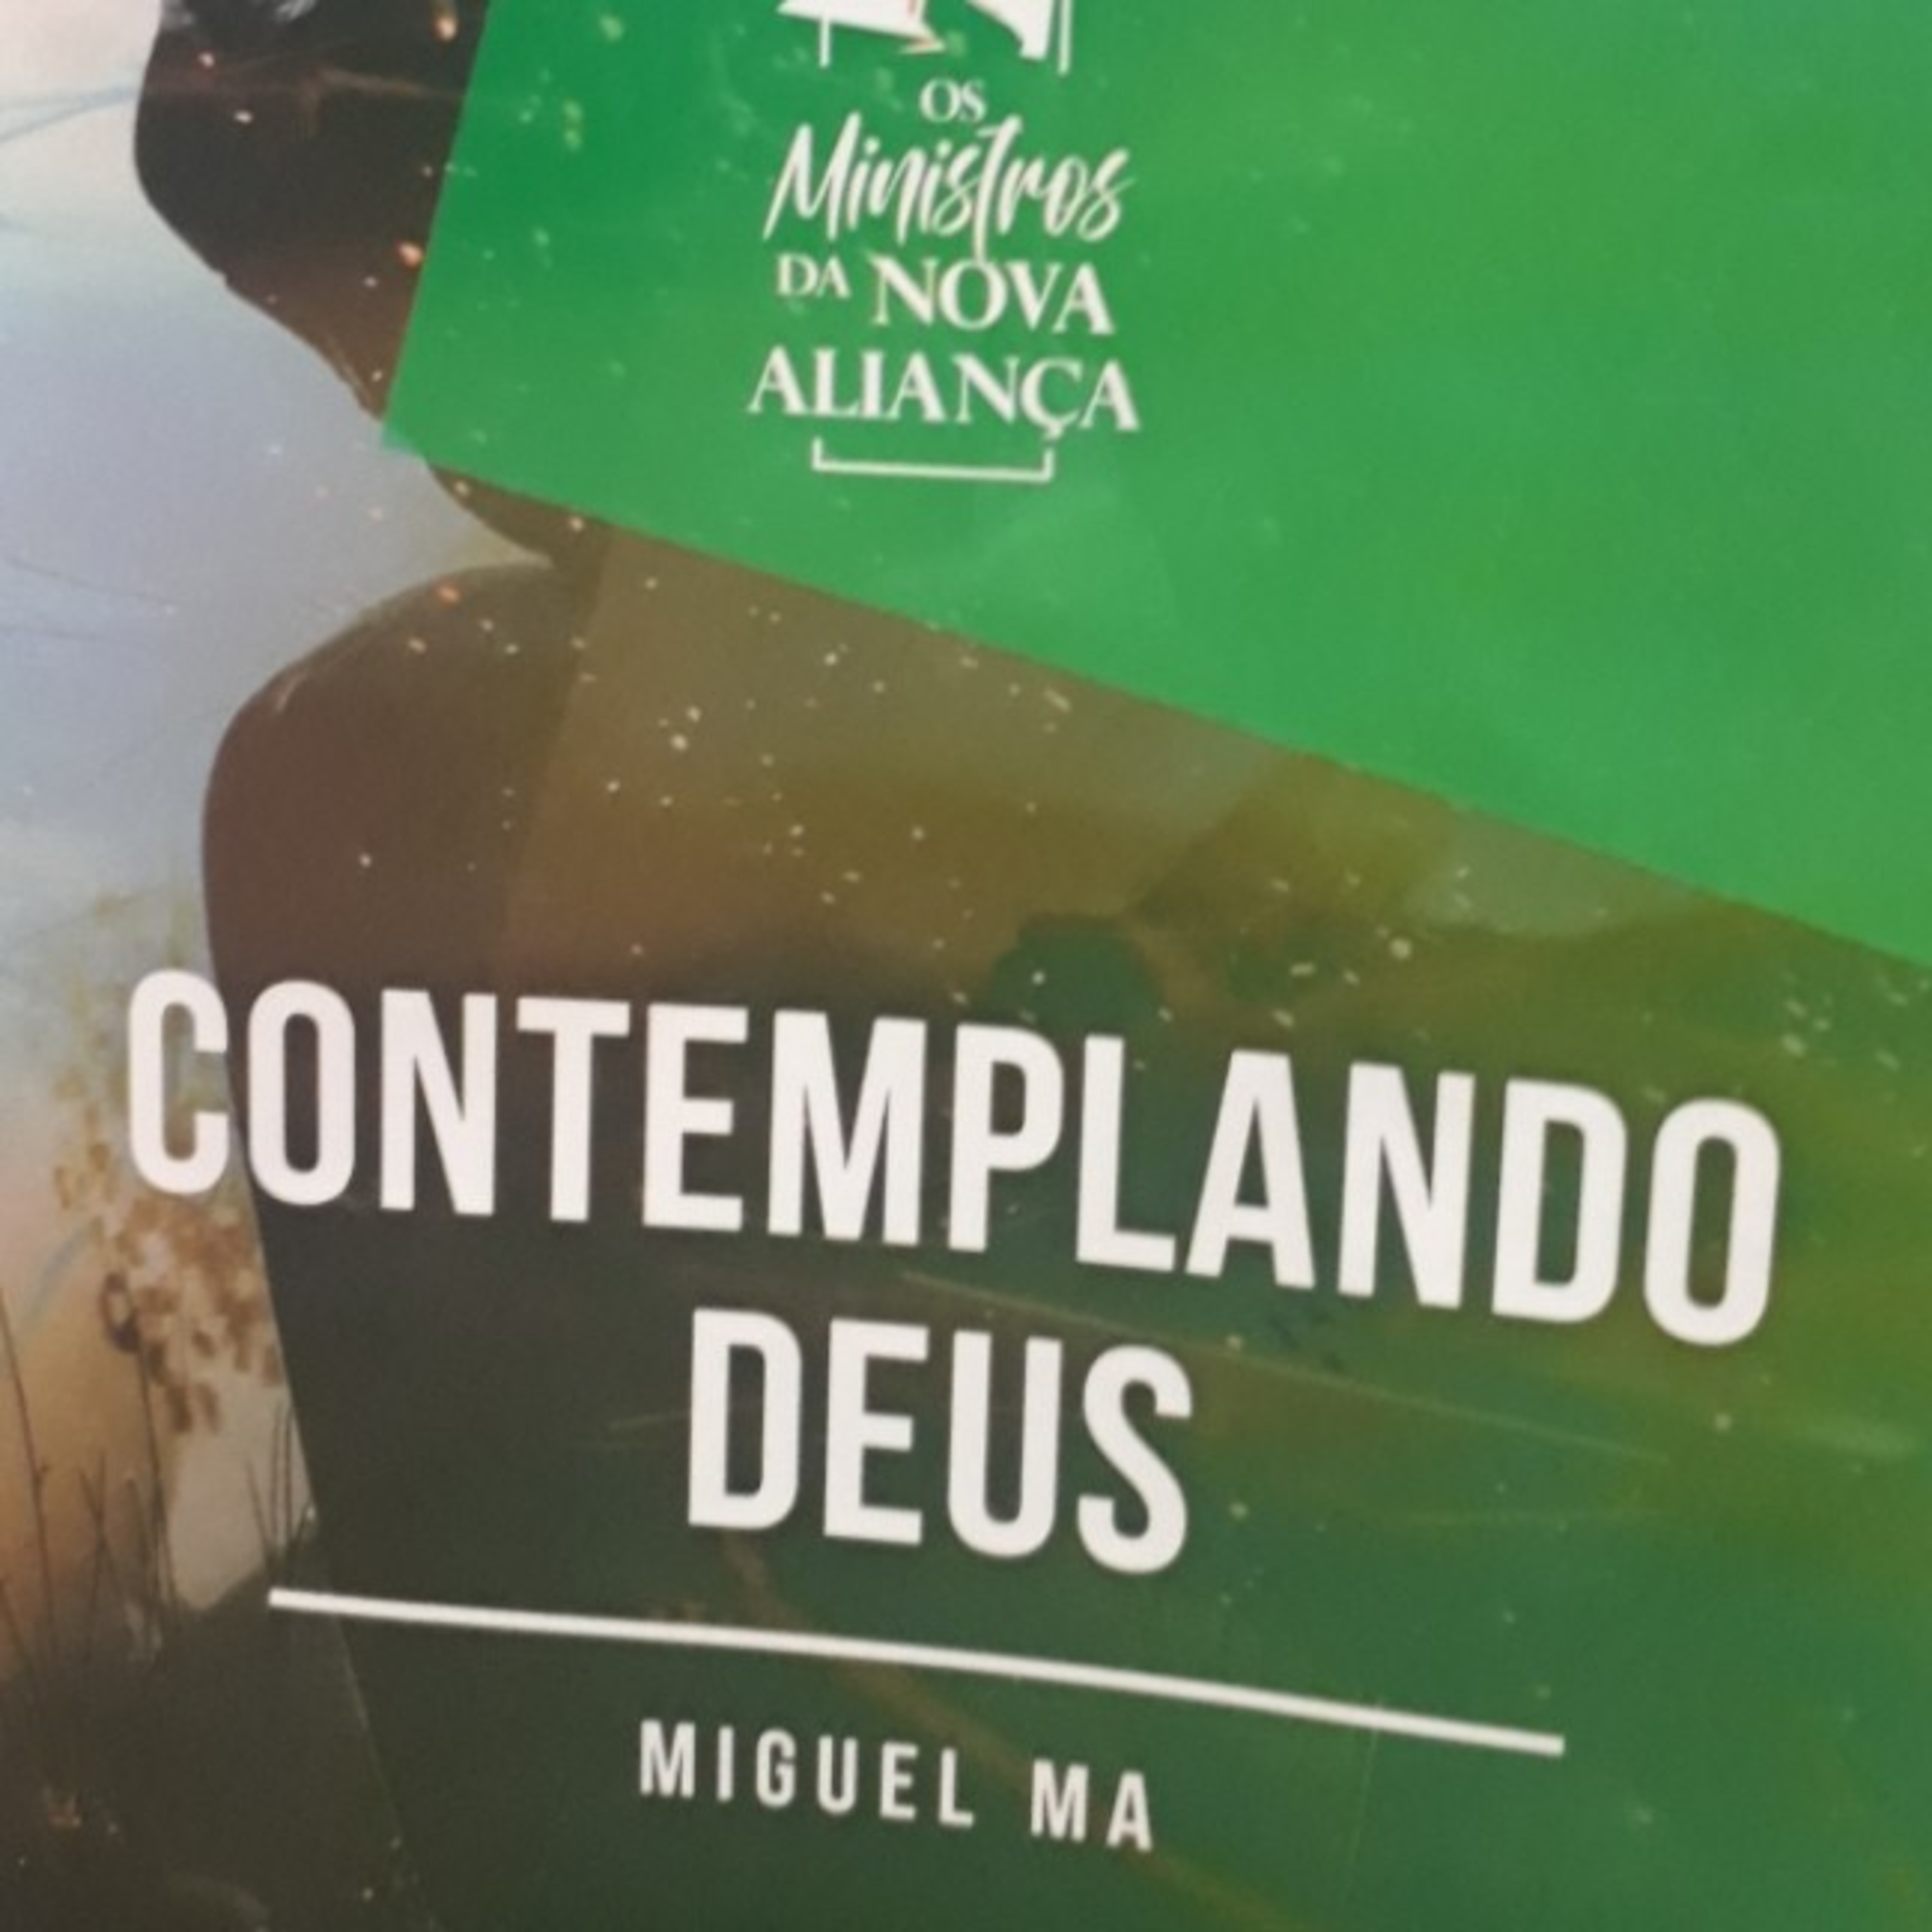 OS
Ministros
DA NOVA
ALIANÇA
CONTEMPLANDO
DEUS
MIGUEL MA